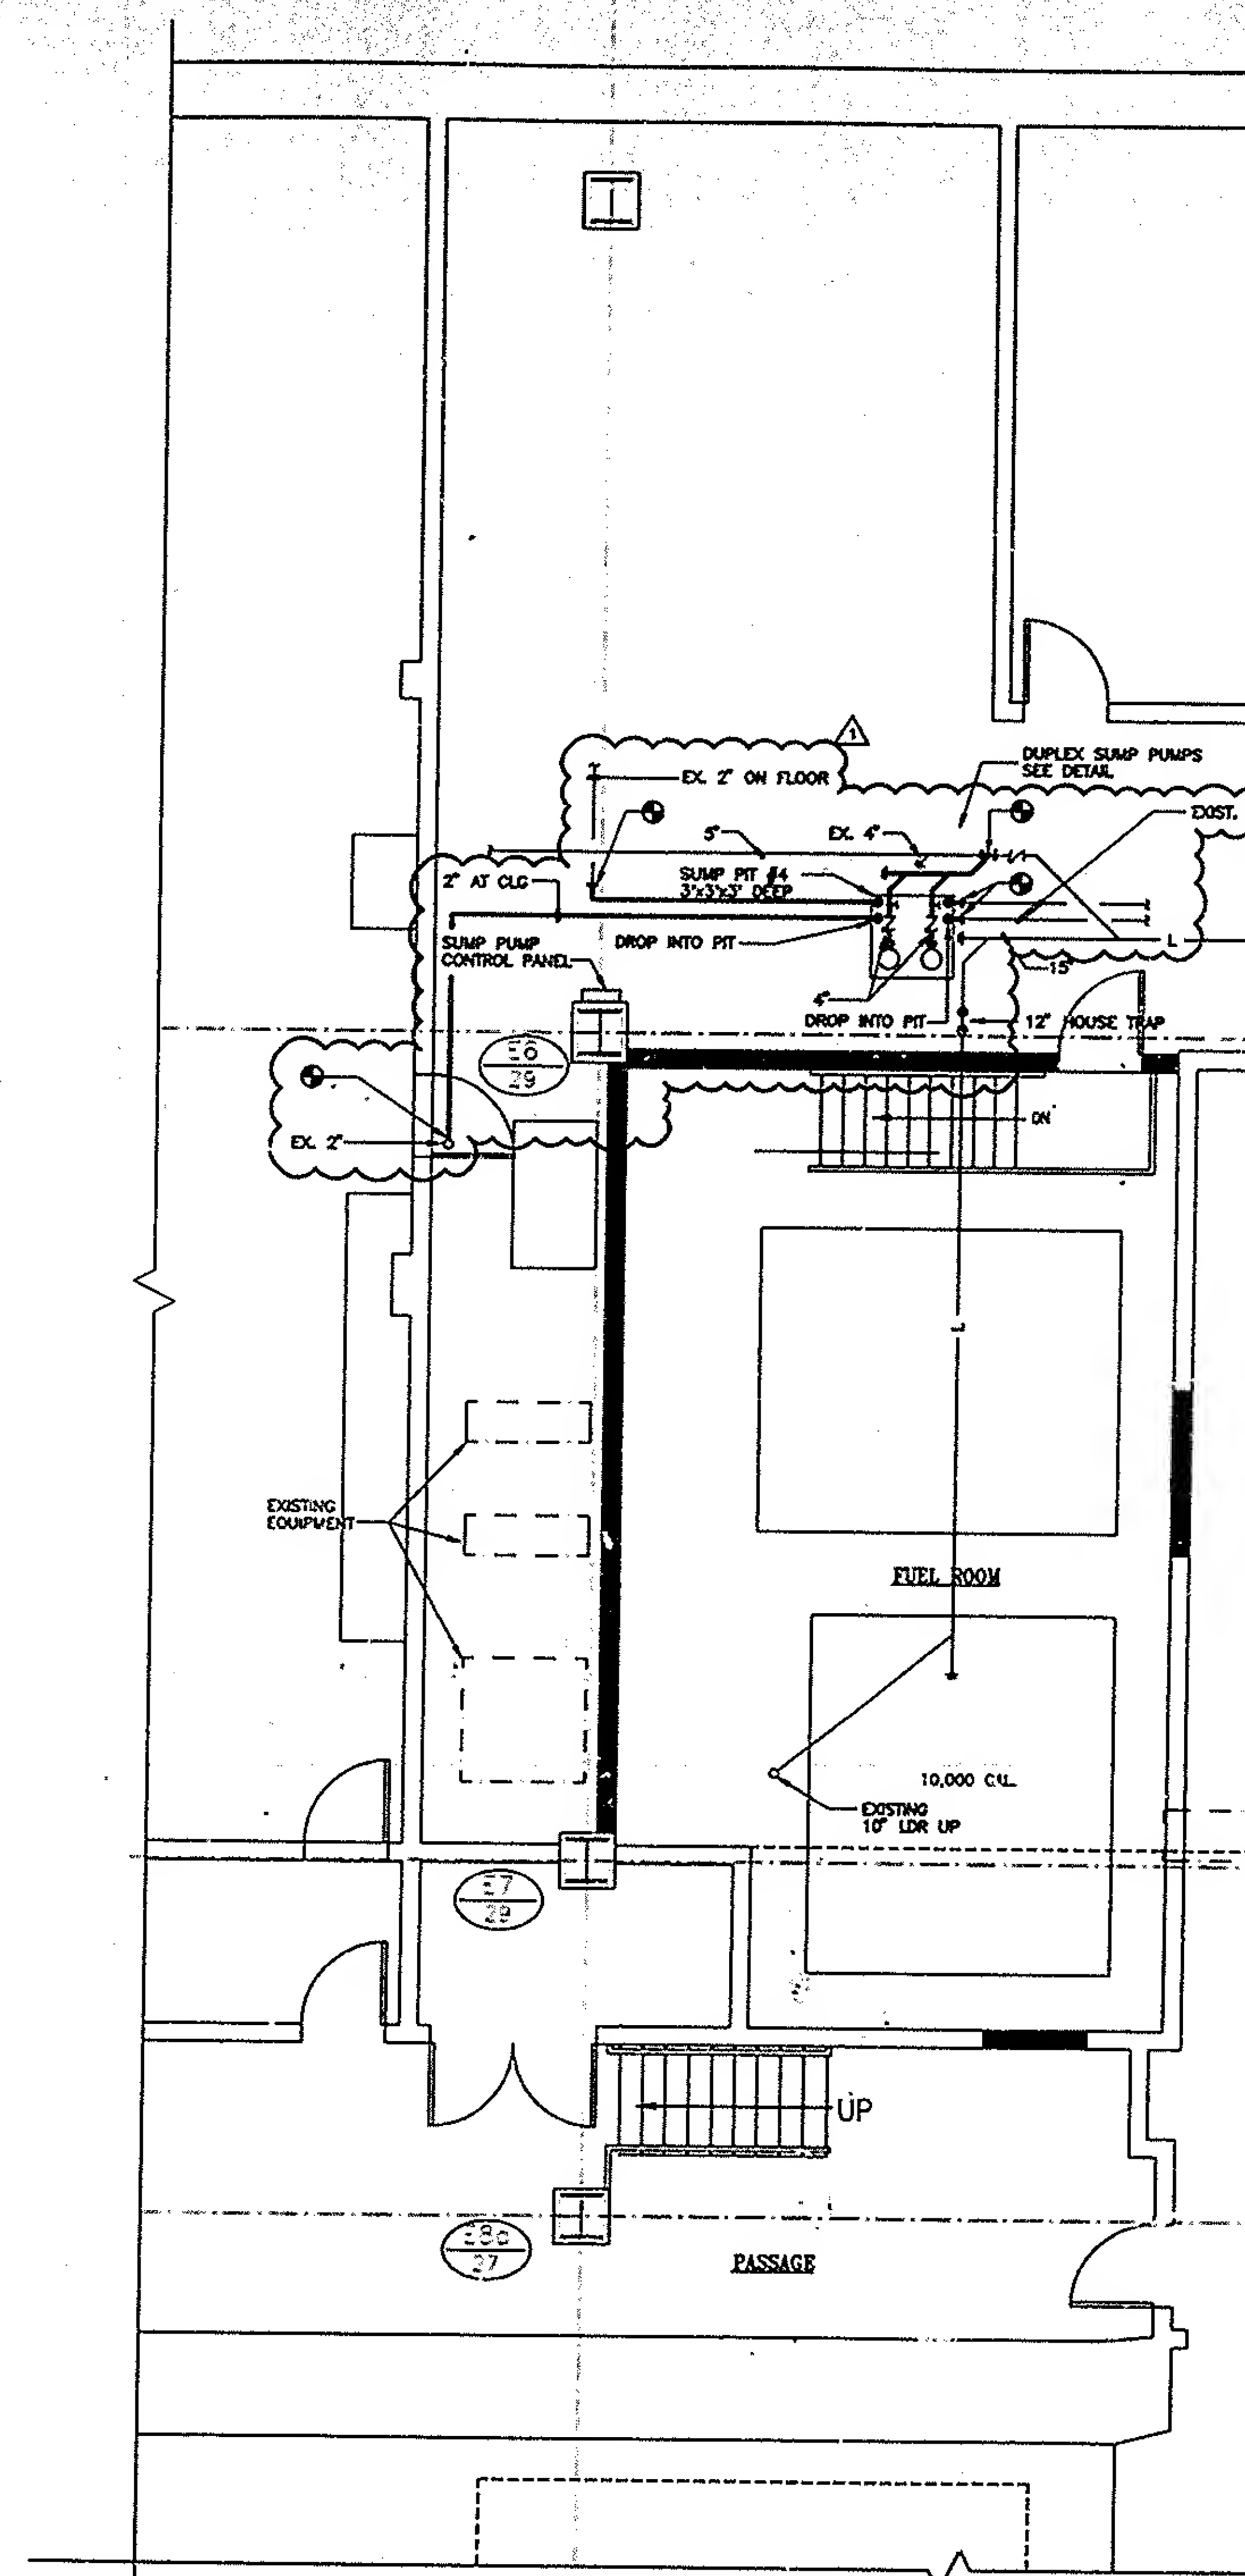 1
DUPLEX SUMP PUMPS
SEE DETAIL
EX. 2" ON FLOOR
EXIST.
5"
EX. 4"
SUMP PIT #4
3'x3'x3' DEEP
2" AT CLG
SUMP PUMP
CONTROL PANEL
DROP INTO PIT
L
15"
4"
DROP INTO PIT
12" HOUSE TRAP
E6
29
DN
EX. 2"
L
EXISTING
EQUIPMENT
FUEL ROOM
10,000 GAL
EXISTING
10" LDR UP
E7
29
UP
27
PASSAGE